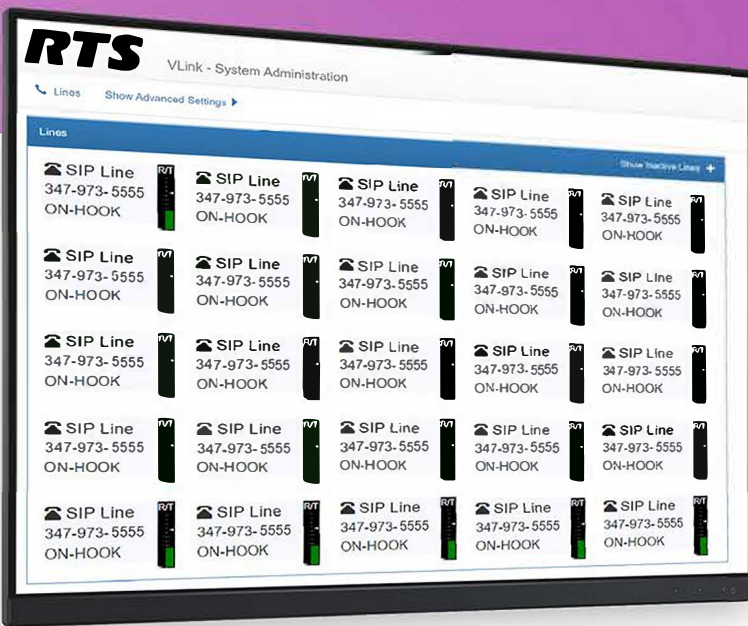 RTS
VLink - System Administration
Lines Show Advanced Settings
Lines Show Inactive Lines +
SIP Line R/T SIP Line SIP Line SIP Line SIP Line
347-973-5555 347-973-5555 347-973-5555 347-973-5555 347-973-5555
ON-HOOK ON-HOOK ON-HOOK ON-HOOK ON-HOOK
SIP Line SIP Line SIP Line SIP Line SIP Line
347-973-5555 347-973-5555 347-973-5555 347-973-5555 347-973-5555
ON-HOOK ON-HOOK ON-HOOK ON-HOOK ON-HOOK
SIP Line SIP Line SIP Line SIP Line SIP Line
347-973-5555 347-973-5555 347-973-5555 347-973-5555 347-973-5555
ON-HOOK ON-HOOK ON-HOOK ON-HOOK ON-HOOK
SIP Line SIP Line SIP Line SIP Line SIP Line
347-973-5555 347-973-5555 347-973-5555 347-973-5555 347-973-5555
ON-HOOK ON-HOOK ON-HOOK ON-HOOK ON-HOOK
SIP Line R/T SIP Line R/T SIP Line R/T SIP Line R/T SIP Line R/T
347-973-5555 347-973-5555 347-973-5555 347-973-5555 347-973-5555
ON-HOOK ON-HOOK ON-HOOK ON-HOOK ON-HOOK